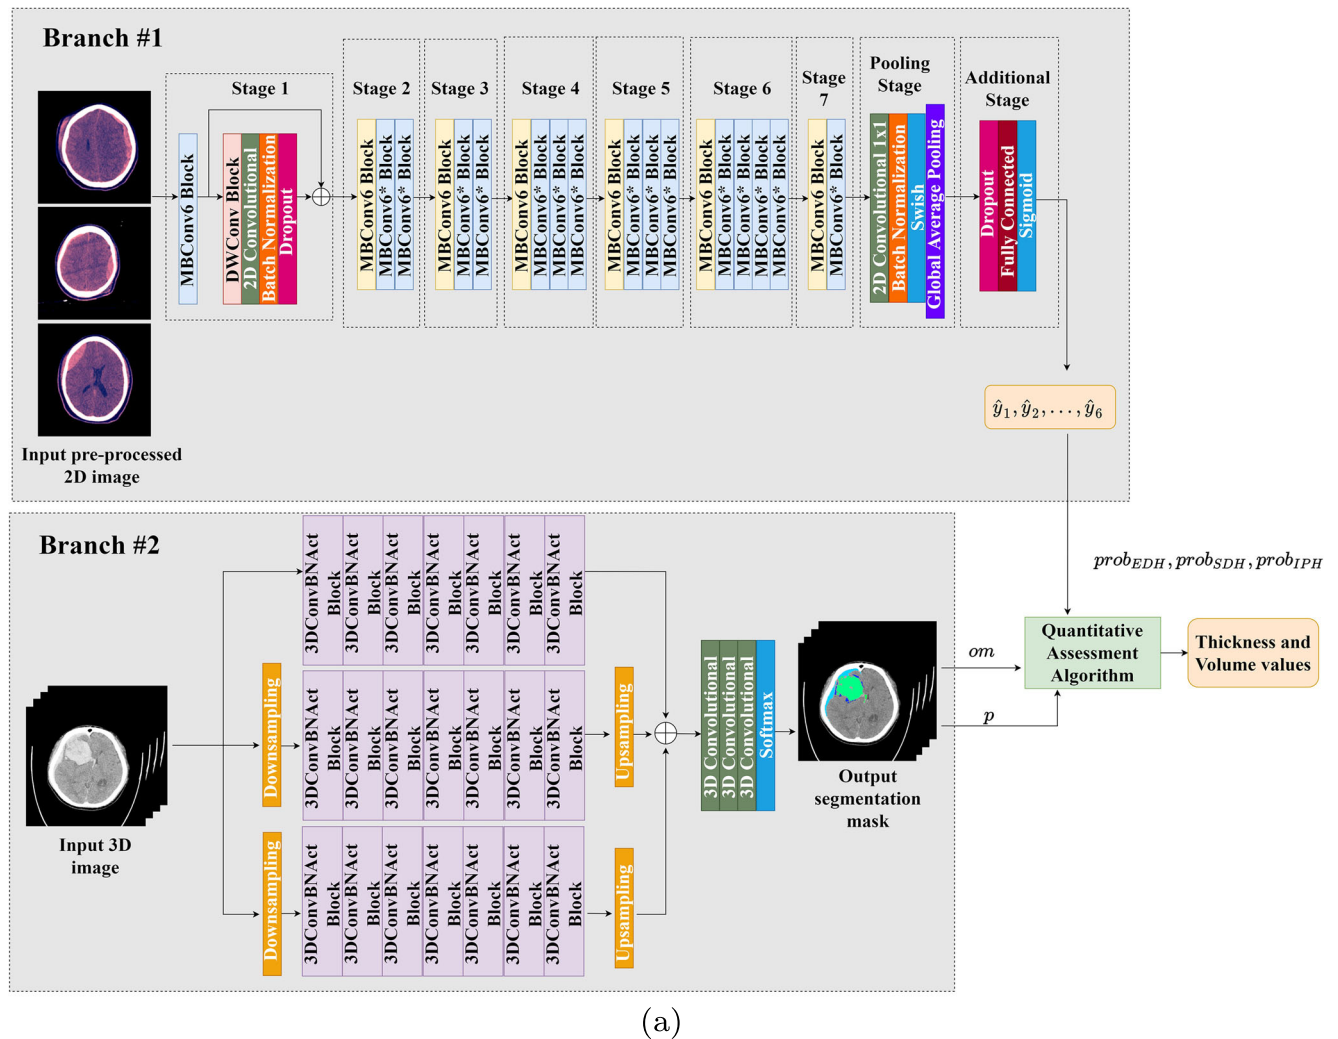 Branch #1
Stage 1
Stage 2
Stage 3
Stage 4
Stage 5
Stage 6
Stage
7
Pooling
Stage
Additional
Stage
MBConv6 Block
DWConv Block
2D Convolutional
Batch Normalization
Dropout
MBConv6 Block
MBConv6* Block
MBConv6* Block
MBConv6 Block
MBConv6* Block
MBConv6* Block
MBConv6 Block
MBConv6* Block
MBConv6* Block
MBConv6* Block
MBConv6 Block
MBConv6* Block
MBConv6* Block
MBConv6* Block
MBConv6 Block
MBConv6* Block
MBConv6* Block
MBConv6* Block
MBConv6* Block
MBConv6 Block
MBConv6* Block
2D Convolutional 1x1
Batch Normalization
Swish
Global Average Pooling
Dropout
Fully Connected
Sigmoid
Input pre-processed
2D image
ŷ₁, ŷ₂, . . . , ŷ₆
Branch #2
prob_EDH, prob_SDH, prob_IPH
Input 3D
image
Downsampling
Downsampling
3DConvBNAct
Block
3DConvBNAct
Block
3DConvBNAct
Block
3DConvBNAct
Block
3DConvBNAct
Block
3DConvBNAct
Block
3DConvBNAct
Block
3DConvBNAct
Block
3DConvBNAct
Block
3DConvBNAct
Block
3DConvBNAct
Block
3DConvBNAct
Block
3DConvBNAct
Block
3DConvBNAct
Block
3DConvBNAct
Block
3DConvBNAct
Block
3DConvBNAct
Block
3DConvBNAct
Block
3DConvBNAct
Block
3DConvBNAct
Block
3DConvBNAct
Block
Upsampling
Upsampling
3D Convolutional
3D Convolutional
3D Convolutional
Softmax
Output
segmentation
mask
om
p
Quantitative
Assessment
Algorithm
Thickness and
Volume values
(a)